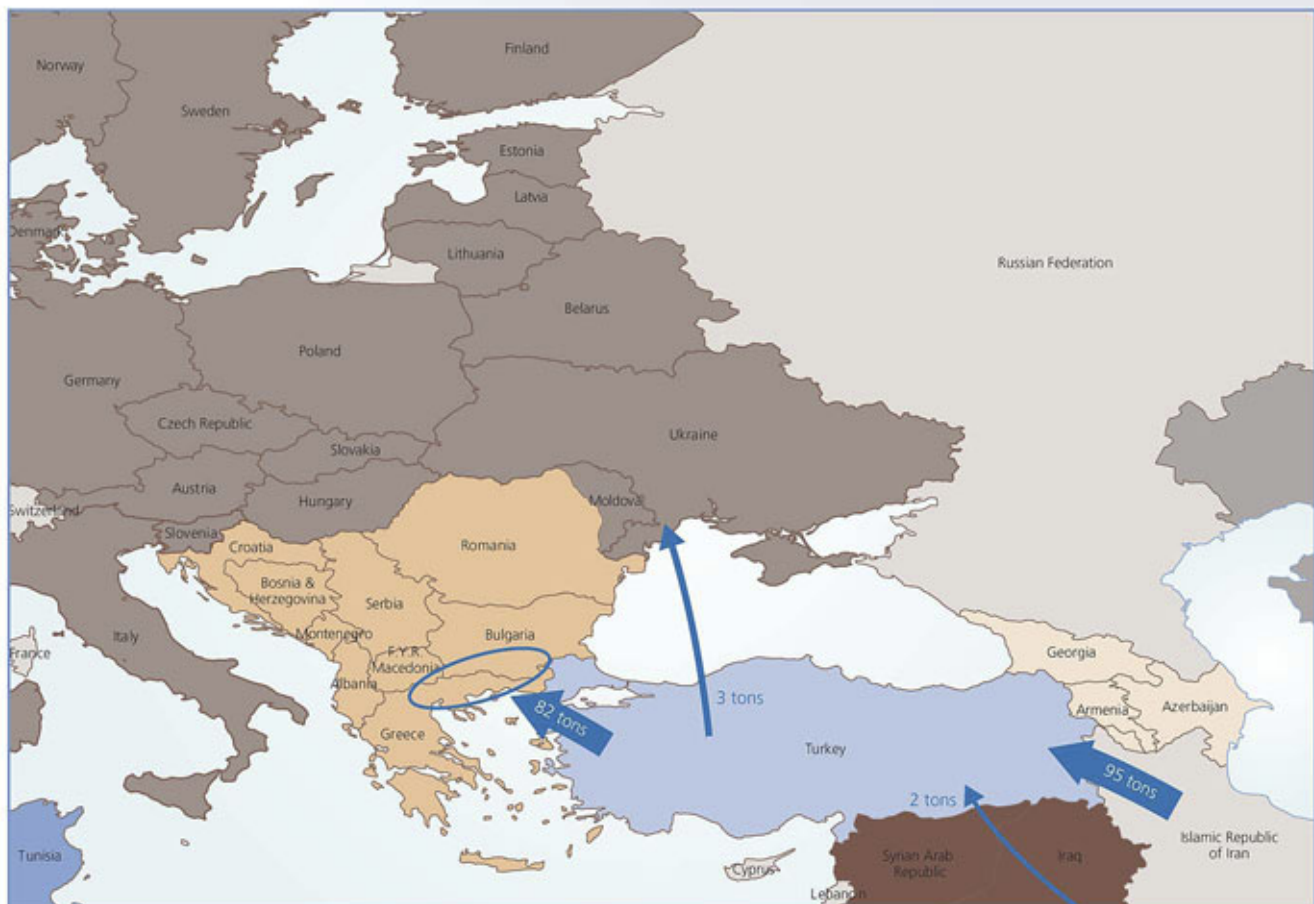 Finland
Norway
Sweden
Estonia
Latvia
Denmad
Lithuania
Russian Federation
Belarus
Poland
Germany
Czech Republic
Ukraine
Slovakia
Austria
Hungary
Moldova
Switzerland
Slovenia
Croatia
Romania
Bosnia &
Herzegovina
Serbia
Italy
Montenegro
Bulgaria
France
F.Y.R.
Macedonia
Georgia
Albania
3 tons
Armenia
Azerbaijan
82 tons
Greece
Turkey
95 tons
2 tons
Islamic Republic
of Iran
Tunisia
Syrian Arab
Republic
Iraq
Cyprus
Lebanon